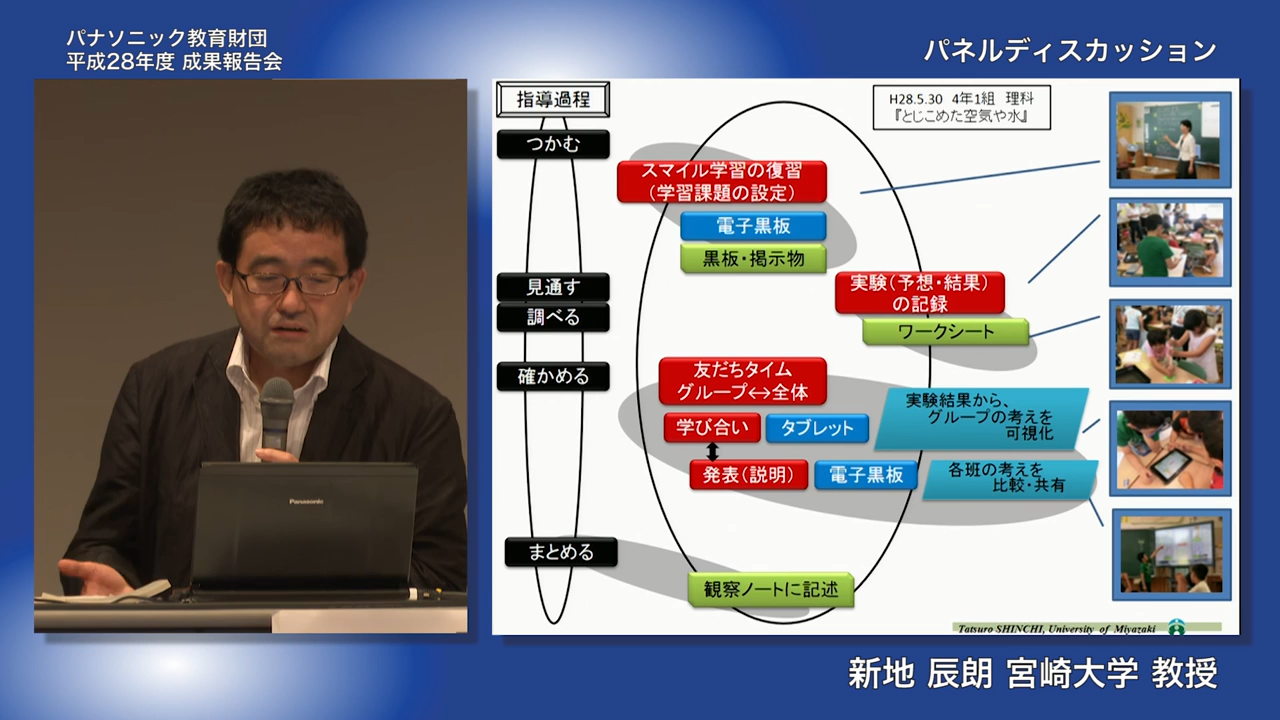 パナソニック教育財団
平成28年度 成果報告会
パネルディスカッション
指導過程
H28.5.30 4年1組 理科
『とじこめた空気や水』
つかむ
スマイル学習の復習
(学習課題の設定)
電子黒板
黒板・掲示物
見通す
実験(予想・結果)
の記録
調べる
ワークシート
確かめる
友だちタイム
グループ↔全体
実験結果から、
グループの考えを
可視化
学び合い
タブレット
発表(説明)
電子黒板
各班の考えを
比較・共有
まとめる
観察ノートに記述
Panasonic
Tatsuro SHINCHI, University of Miyazaki
新地 辰朗 宮崎大学 教授